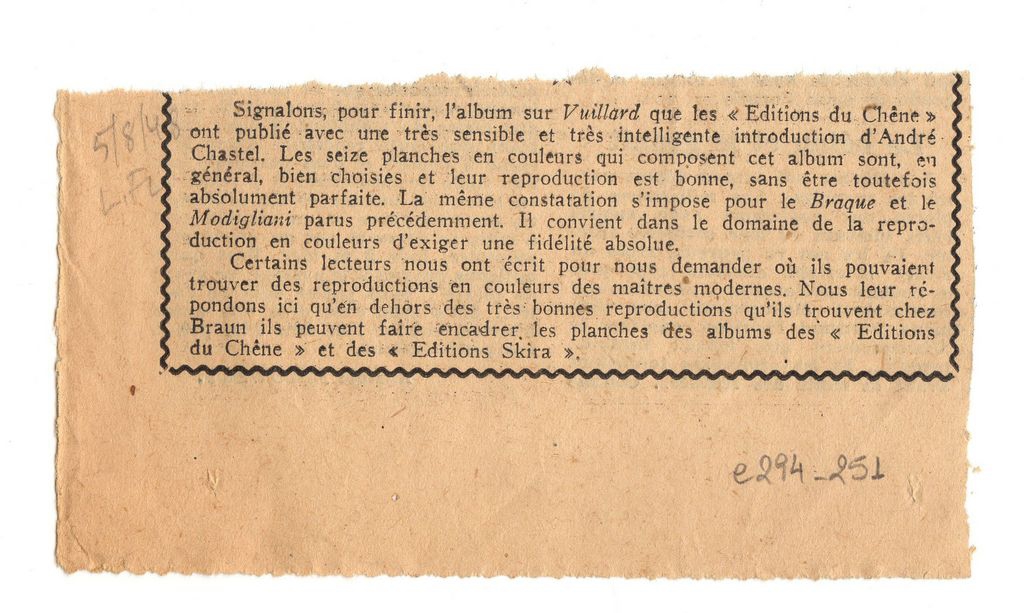 Signalons, pour finir, l'album sur Vuillard que les « Editions du Chêne »
ont publié avec une très sensible et très intelligente introduction d'André
Chastel. Les seize planches en couleurs qui composent cet album sont, en
général, bien choisies et leur reproduction est bonne, sans être toutefois
absolument parfaite. La même constatation s'impose pour le Braque et le
Modigliani parus précédemment. Il convient dans le domaine de la repro-
duction en couleurs d'exiger une fidélité absolue.
Certains lecteurs nous ont écrit pour nous demander où ils pouvaient
trouver des reproductions en couleurs des maîtres modernes. Nous leur ré-
pondons ici qu'en dehors des très bonnes reproductions qu'ils trouvent chez
Braun ils peuvent faire encadrer les planches des albums des « Editions
du Chêne » et des « Editions Skira ».
e294-251